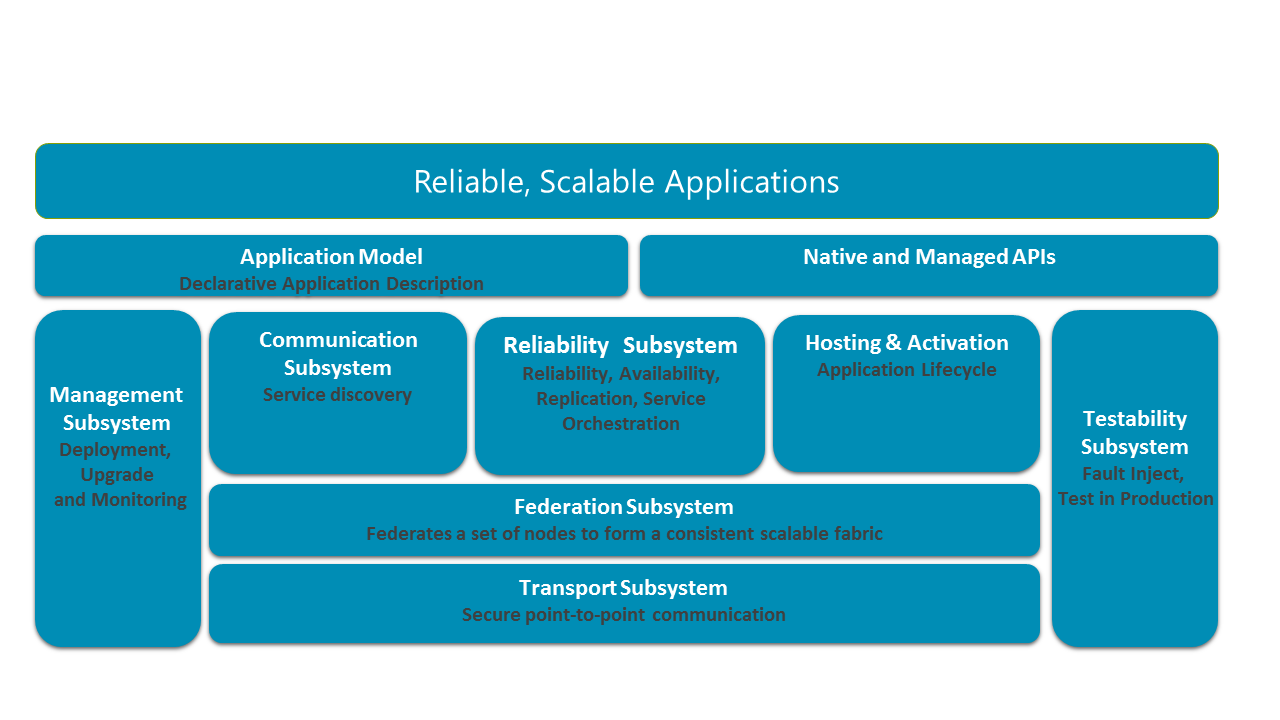 Reliable, Scalable Applications
Application Model
Declarative Application Description
Native and Managed APIs
Management
Subsystem
Deployment,
Upgrade
and Monitoring
Communication
Subsystem
Service discovery
Reliability Subsystem
Reliability, Availability,
Replication, Service
Orchestration
Hosting & Activation
Application Lifecycle
Testability
Subsystem
Fault Inject,
Test in Production
Federation Subsystem
Federates a set of nodes to form a consistent scalable fabric
Transport Subsystem
Secure point-to-point communication